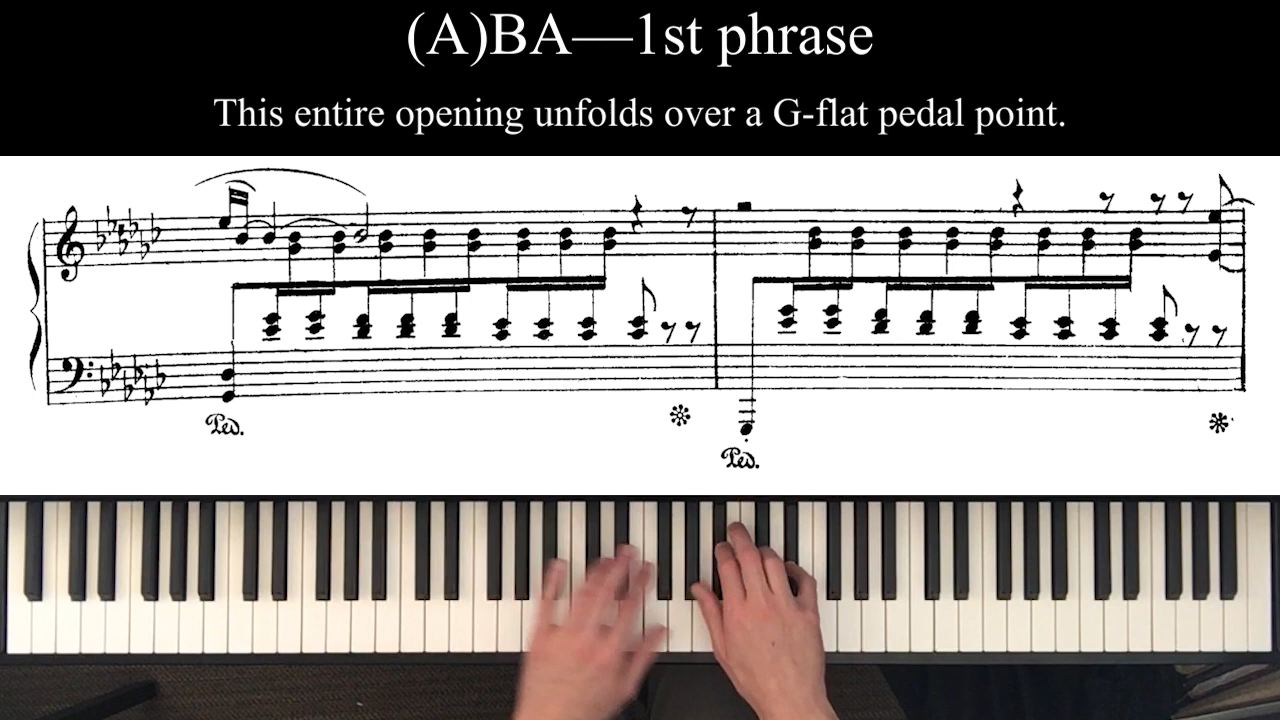 (A)BA—1st phrase
This entire opening unfolds over a G-flat pedal point.
Ped.
Ped.